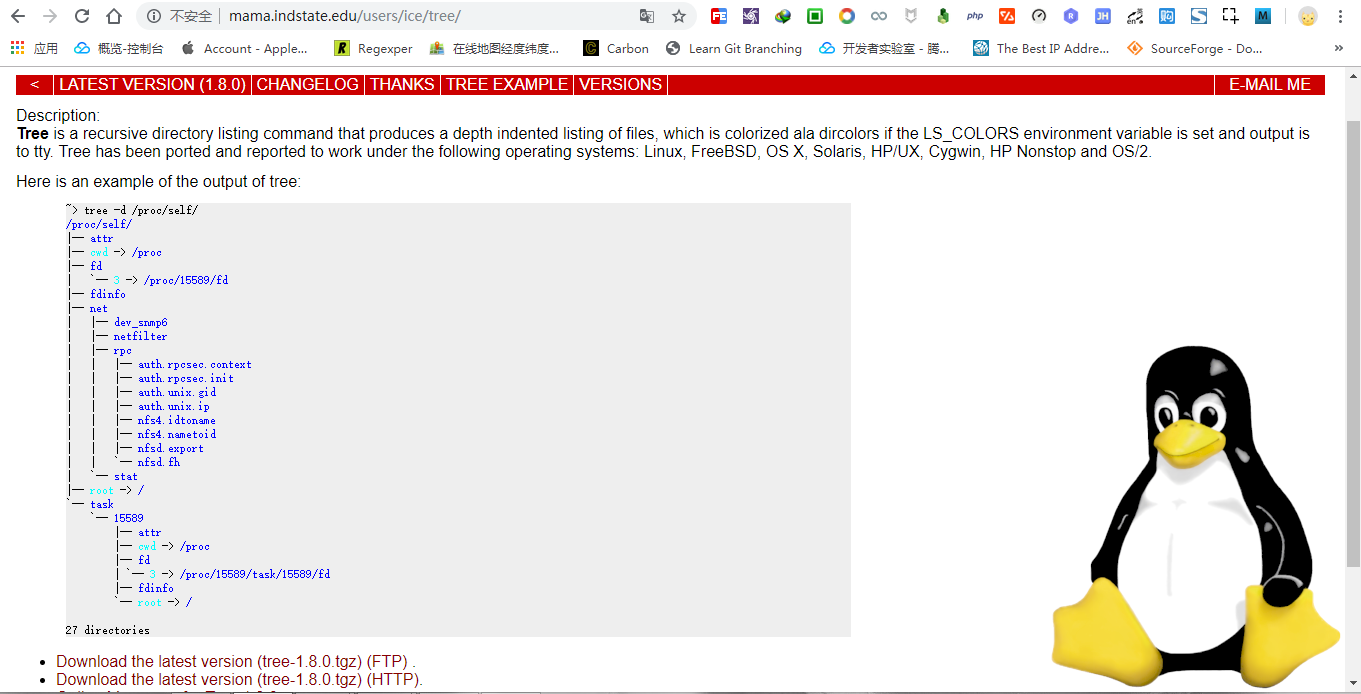 不安全 | mama.indstate.edu/users/ice/tree/
应用 概览-控制台 Account - Apple... Regexper 在线地图经度纬度... Carbon Learn Git Branching 开发者实验室 - 腾... The Best IP Addre... SourceForge - Do... »
< LATEST VERSION (1.8.0) CHANGELOG THANKS TREE EXAMPLE VERSIONS E-MAIL ME
Description:
Tree is a recursive directory listing command that produces a depth indented listing of files, which is colorized ala dircolors if the LS_COLORS environment variable is set and output is
to tty. Tree has been ported and reported to work under the following operating systems: Linux, FreeBSD, OS X, Solaris, HP/UX, Cygwin, HP Nonstop and OS/2.
Here is an example of the output of tree:
~> tree -d /proc/self/
/proc/self/
|-- attr
|-- cwd -> /proc
|-- fd
|   `-- 3 -> /proc/15589/fd
|-- fdinfo
|-- net
|   |-- dev_snmp6
|   |-- netfilter
|   |-- rpc
|   |   |-- auth.rpcsec.context
|   |   |-- auth.rpcsec.init
|   |   |-- auth.unix.gid
|   |   |-- auth.unix.ip
|   |   |-- nfs4.idtoname
|   |   |-- nfs4.nametoid
|   |   |-- nfsd.export
|   |   `-- nfsd.fh
|   `-- stat
|-- root -> /
`-- task
    `-- 15589
        |-- attr
        |-- cwd -> /proc
        |-- fd
        | `-- 3 -> /proc/15589/task/15589/fd
        |-- fdinfo
        `-- root -> /
27 directories
• Download the latest version (tree-1.8.0.tgz) (FTP) .
• Download the latest version (tree-1.8.0.tgz) (HTTP).